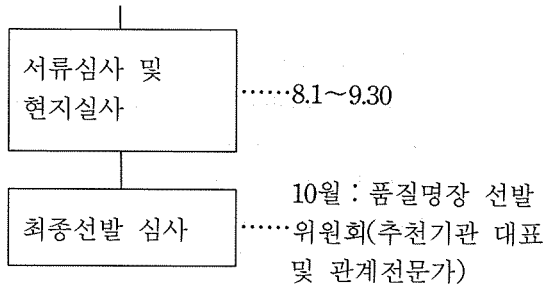 서류심사 및
현지실사
······8.1～9.30
최종선발 심사
10월 : 품질명장 선발
······위원회(추천기관 대표
및 관계전문가)